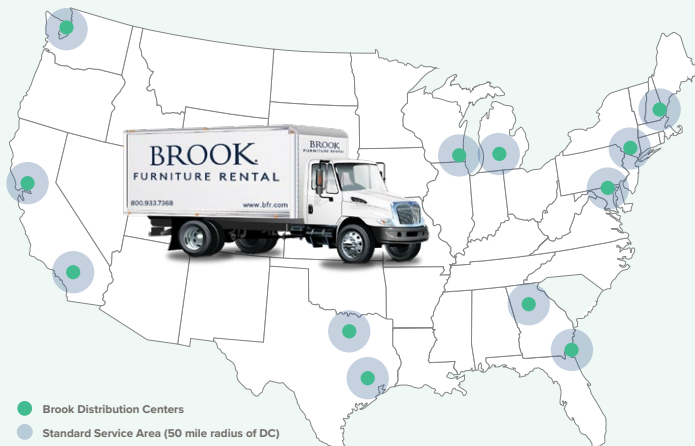 BROOK
FURNITURE RENTAL
BROOK
FURNITURE RENTAL
800.933.7368
www.bfr.com
Brook Distribution Centers
Standard Service Area (50 mile radius of DC)